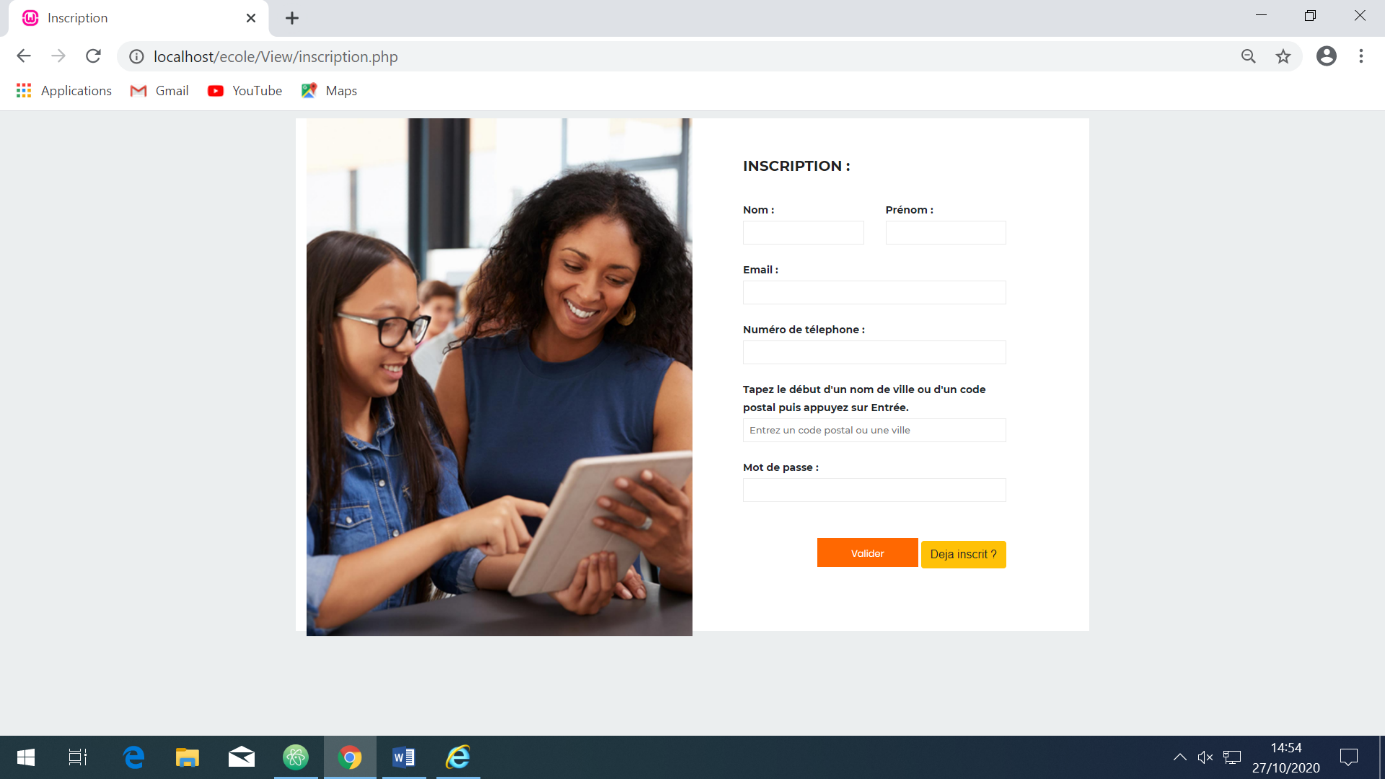 Inscription
localhost/ecole/View/inscription.php
Applications Gmail YouTube Maps
INSCRIPTION :
Nom : Prénom :
Email :
Numéro de télephone :
Tapez le début d'un nom de ville ou d'un code
postal puis appuyez sur Entrée.
Entrez un code postal ou une ville
Mot de passe :
Valider Deja inscrit ?
14:54
27/10/2020